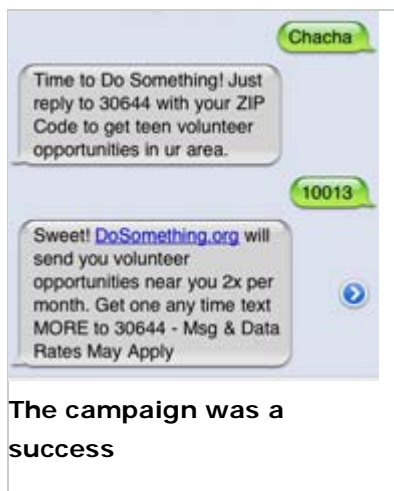 Chacha
Time to Do Something! Just
reply to 30644 with your ZIP
Code to get teen volunteer
opportunities in ur area.
10013
Sweet! DoSomething.org will
send you volunteer
opportunities near you 2x per
month. Get one any time text
MORE to 30644 - Msg & Data
Rates May Apply
The campaign was a
success